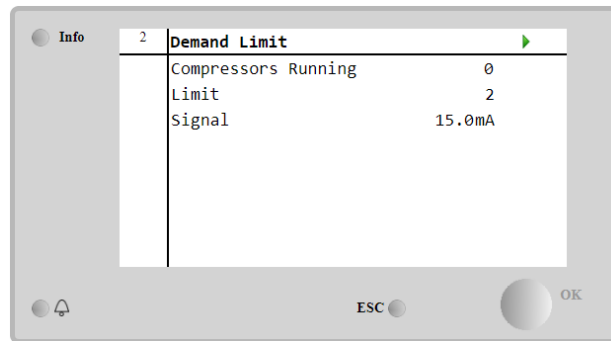 Info
2 Demand Limit
Compressors Running 0
Limit 2
Signal 15.0mA
ESC
OK